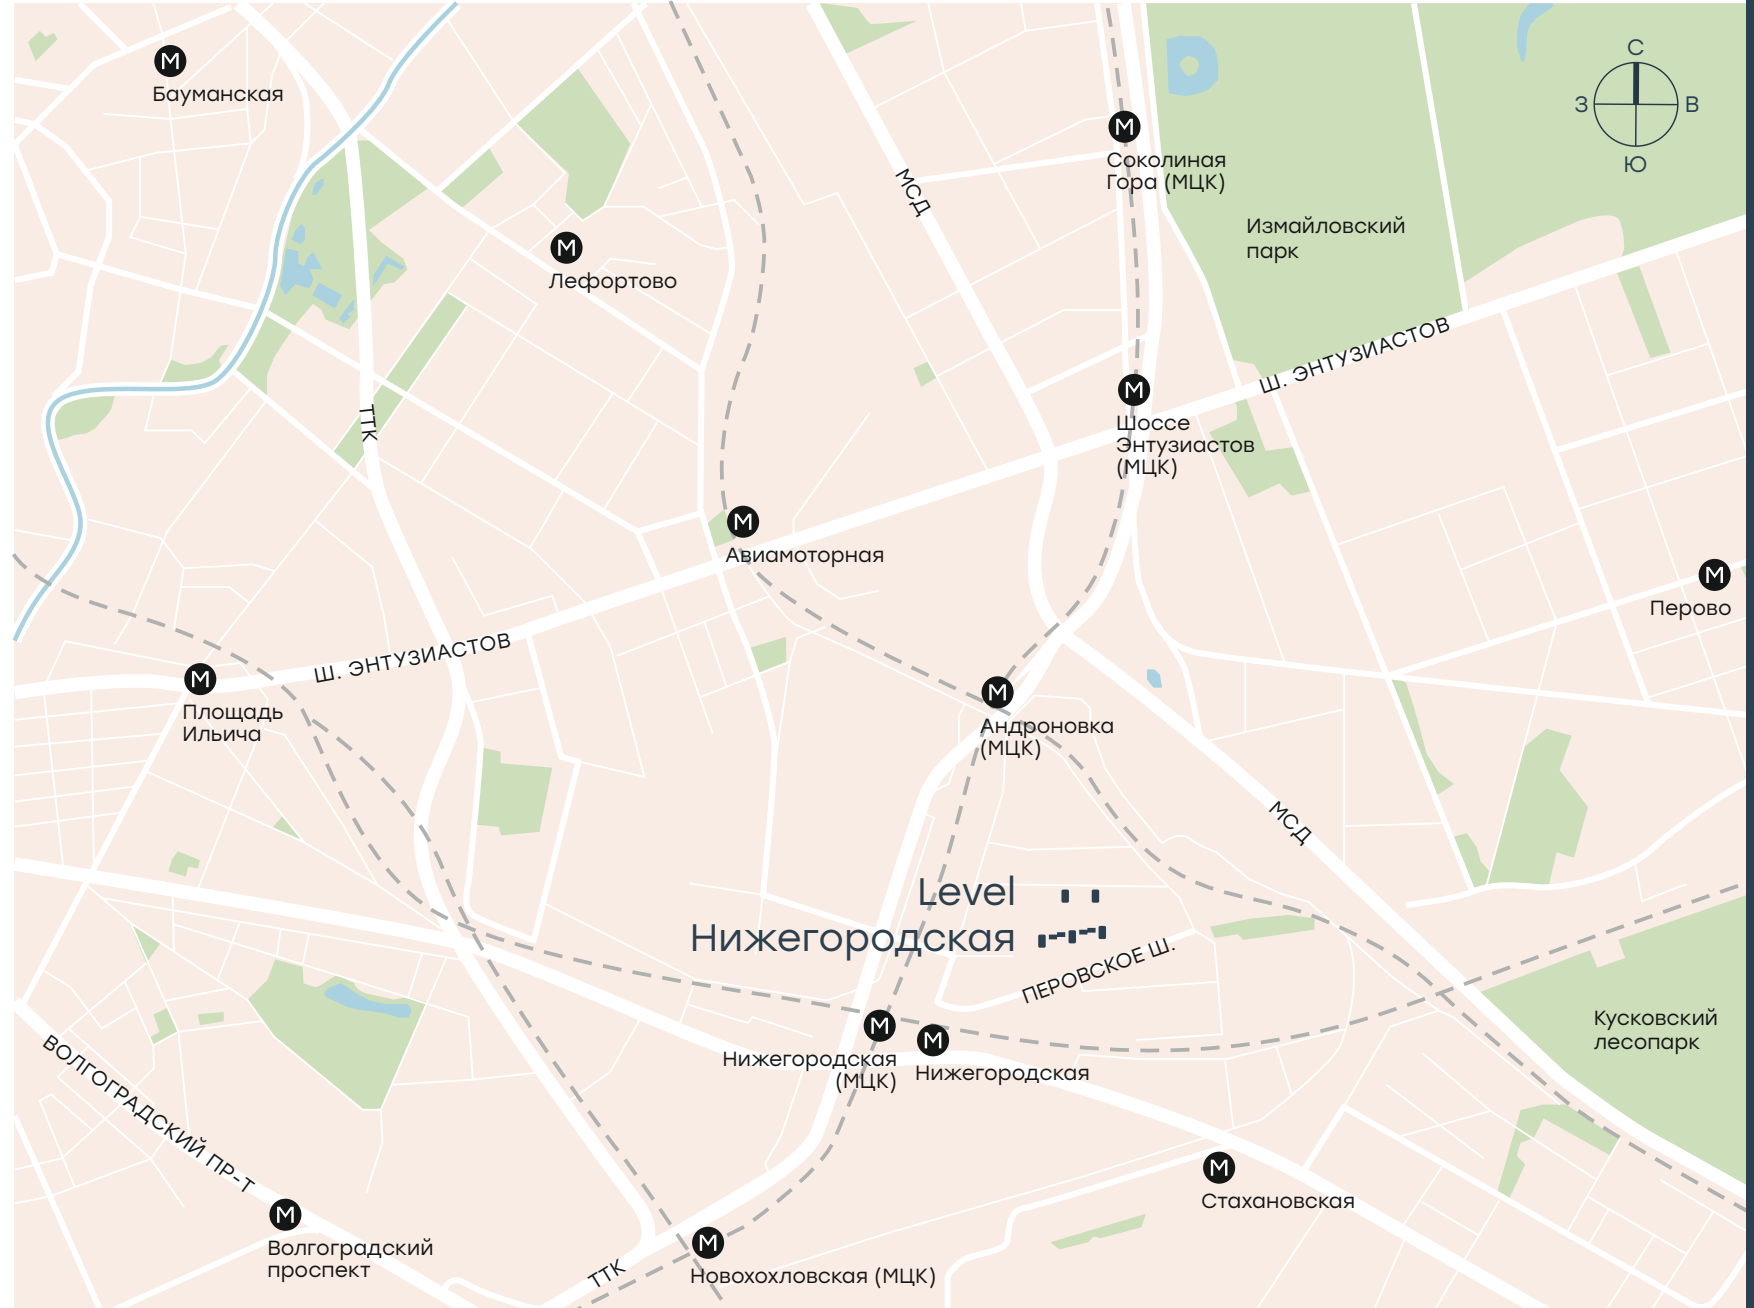 С
З
В
Ю
М
Бауманская
М
Соколиная
Гора (МЦК)
МСД
Измайловский
парк
М
Лефортово
Ш. ЭНТУЗИАСТОВ
М
Шоссе
Энтузиастов
(МЦК)
ТТК
М
Авиамоторная
М
Перово
Ш. ЭНТУЗИАСТОВ
М
Площадь
Ильича
М
Андроновка
(МЦК)
МСД
Level
Нижегородская
ПЕРОВСКОЕ Ш.
М
Нижегородская
(МЦК)
М
Нижегородская
Кусковский
лесопарк
ВОЛГОГРАДСКИЙ ПР-Т
М
Стахановская
М
Волгоградский
проспект
ТТК
М
Новохохловская (МЦК)